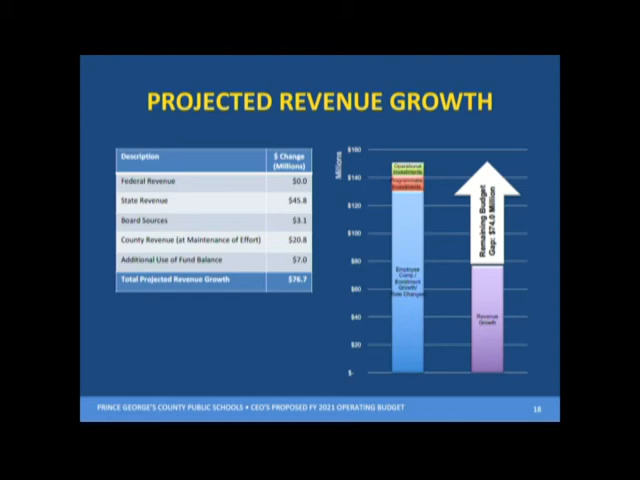 PROJECTED REVENUE GROWTH
Description $ Change
(Millions)
Federal Revenue $0.0
State Revenue $45.8
Board Sources $3.1
County Revenue (at Maintenance of Effort) $20.8
Additional Use of Fund Balance $7.0
Total Projected Revenue Growth $76.7
Millions
$160
$140
$120
$100
$80
$60
$40
$20
$-
Operational
Investments
Programmatic
Investments
Employee
Comp./
Enrollment
Growth/
Rate Changes
Remaining Budget
Gap: $74.0 Million
Revenue
Growth
PRINCE GEORGE'S COUNTY PUBLIC SCHOOLS • CEO'S PROPOSED FY 2021 OPERATING BUDGET 18